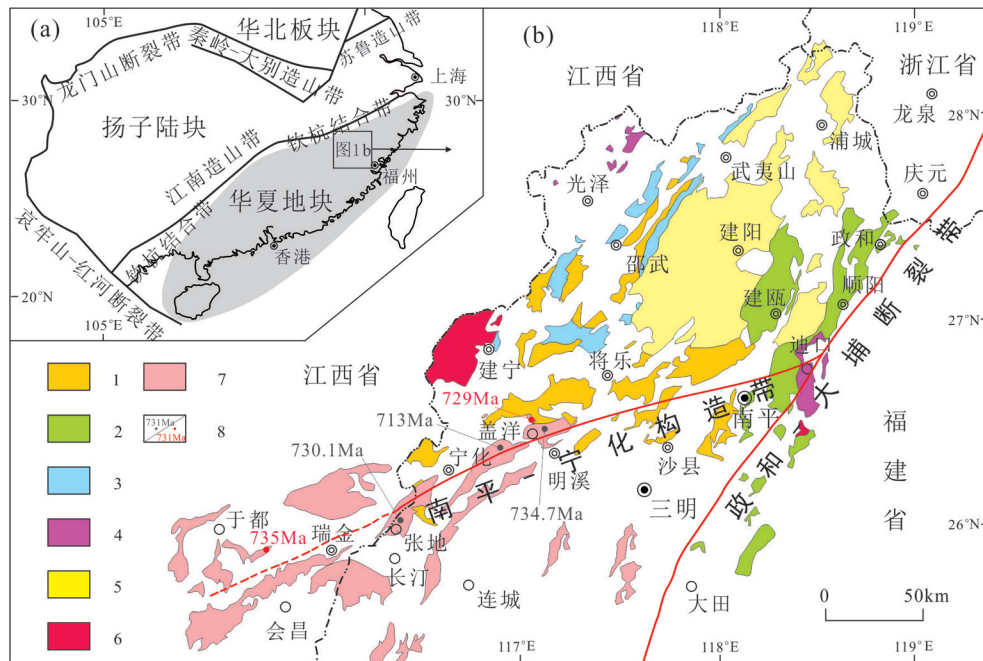 105°E
华北板块
(a)
秦岭-大别造山带
苏鲁造山带
龙门山断裂带
上海
30°N
30°N
扬子陆块
钦杭结合带
江南造山带
图1b
福州
华夏地块
钦杭结合带
香港
哀牢山-红河断裂带
20°N
105°E
118°E
119°E
(b)
江西省
浙江省
龙泉
28°N
浦城
武夷山
光泽
庆元
建阳
政和
邵武
顺阳
建瓯
27°N
迪口
建宁
将乐
江西省
729Ma
713Ma
盖洋
南平
沙县
730.1Ma
宁化
明溪
三明
734.7Ma
于都
735Ma
瑞金
张地
26°N
长汀
连城
大田
会昌
南平-宁化构造带
政和-大埔断裂带
福建省
0
50km
117°E
118°E
119°E
1
7
2
731Ma
731Ma
8
3
4
5
6